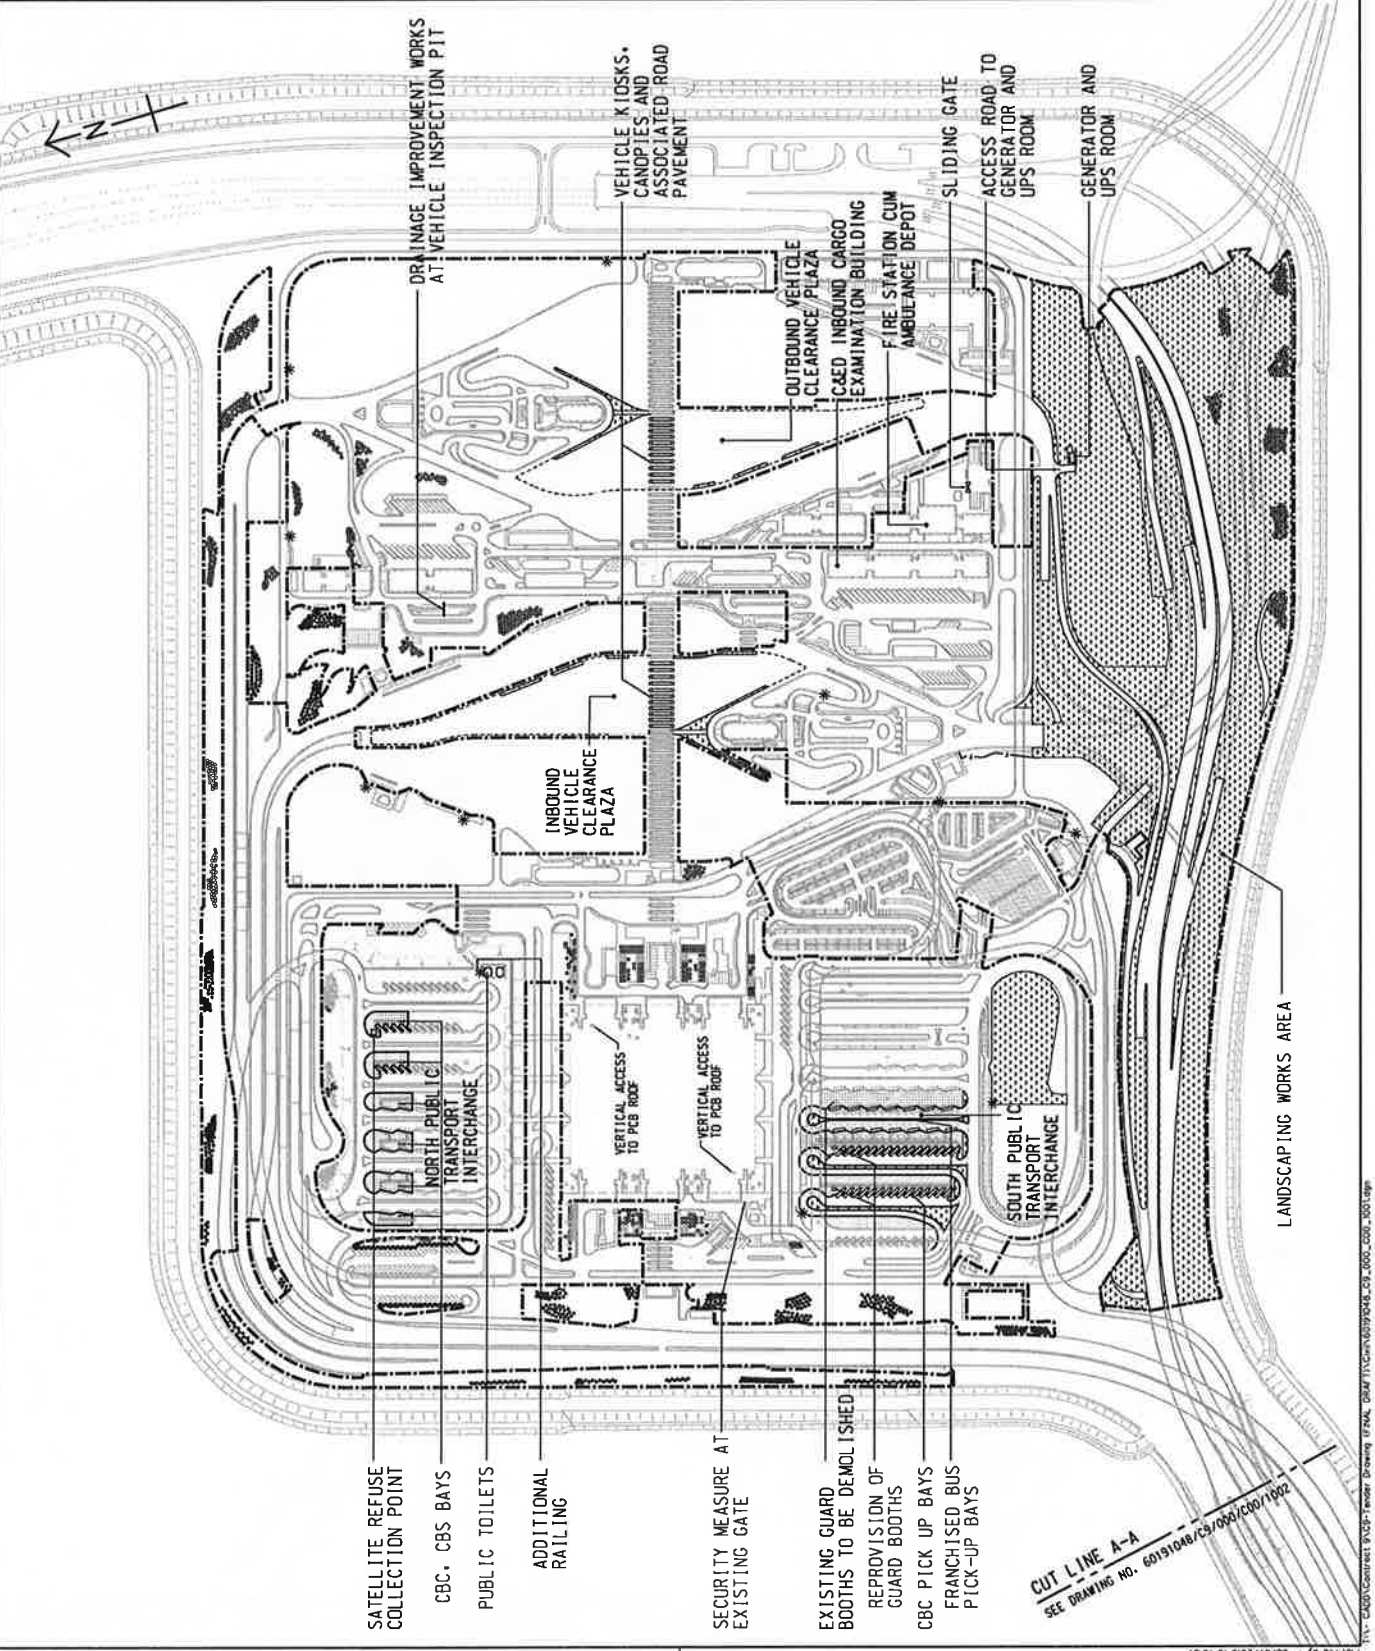 N
DRAINAGE IMPROVEMENT WORKS
AT VEHICLE INSPECTION PIT
VEHICLE KIOSKS,
CANOPIES AND
ASSOCIATED ROAD
PAVEMENT
OUTBOUND VEHICLE
CLEARANCE PLAZA
C&ED INBOUND CARGO
EXAMINATION BUILDING
FIRE STATION CUM
AMBULANCE DEPOT
SLIDING GATE
ACCESS ROAD TO
GENERATOR AND
UPS ROOM
GENERATOR AND
UPS ROOM
INBOUND
VEHICLE
CLEARANCE
PLAZA
NORTH PUBLIC
TRANSPORT
INTERCHANGE
VERTICAL ACCESS
TO PCB ROOF
VERTICAL ACCESS
TO PCB ROOF
SOUTH PUBLIC
TRANSPORT
INTERCHANGE
LANDSCAPING WORKS AREA
SATELLITE REFUSE
COLLECTION POINT
CBC, CBS BAYS
PUBLIC TOILETS
ADDITIONAL
RAILING
SECURITY MEASURE AT
EXISTING GATE
EXISTING GUARD
BOOTHS TO BE DEMOLISHED
REPROVISION OF
GUARD BOOTHS
CBC PICK UP BAYS
FRANCHISED BUS
PICK-UP BAYS
CUT LINE A-A
SEE DRAWING NO. 60191048/C9/000/C00/1002